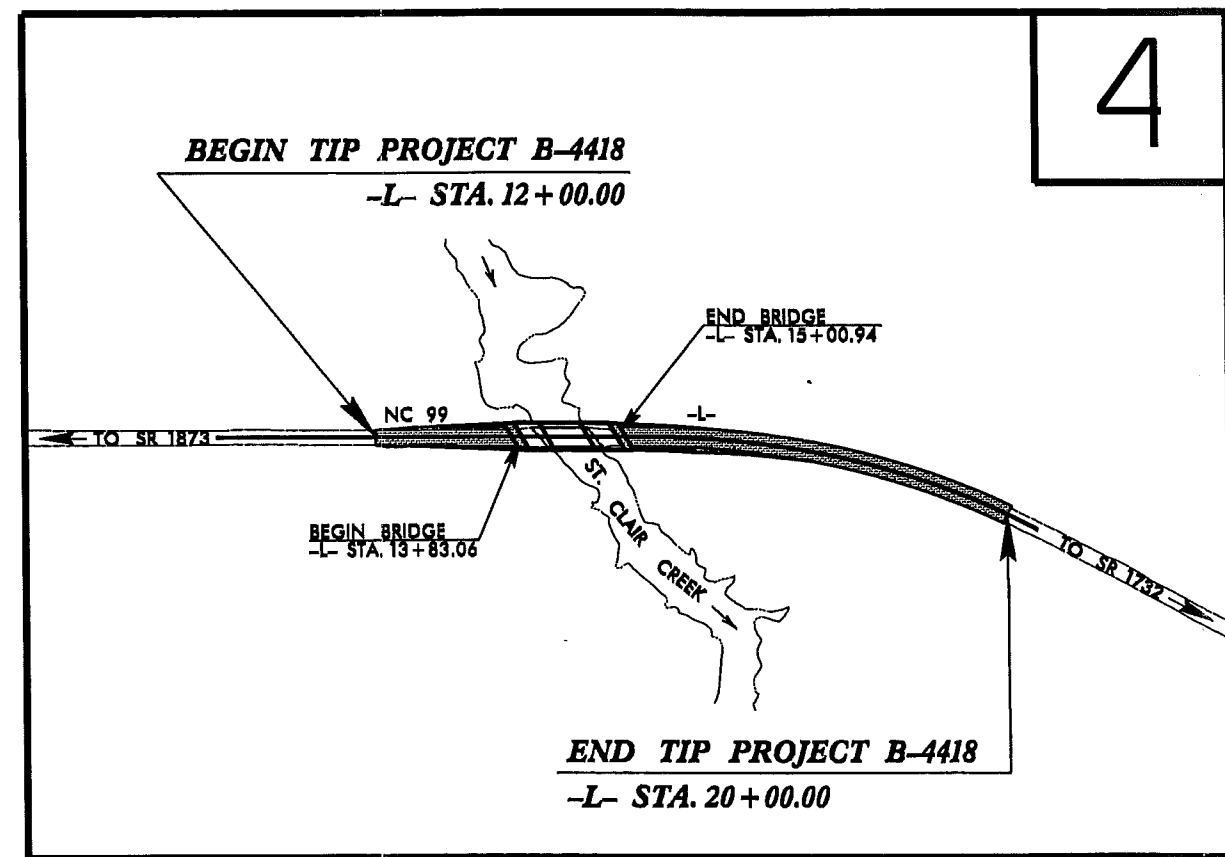 4
BEGIN TIP PROJECT B-4418
-L- STA. 12+00.00
END BRIDGE
-L- STA. 15+00.94
NC 99
-L-
TO SR 1873
BEGIN BRIDGE
-L- STA. 13+83.06
ST. CLAIR CREEK
TO SR 1732
END TIP PROJECT B-4418
-L- STA. 20+00.00